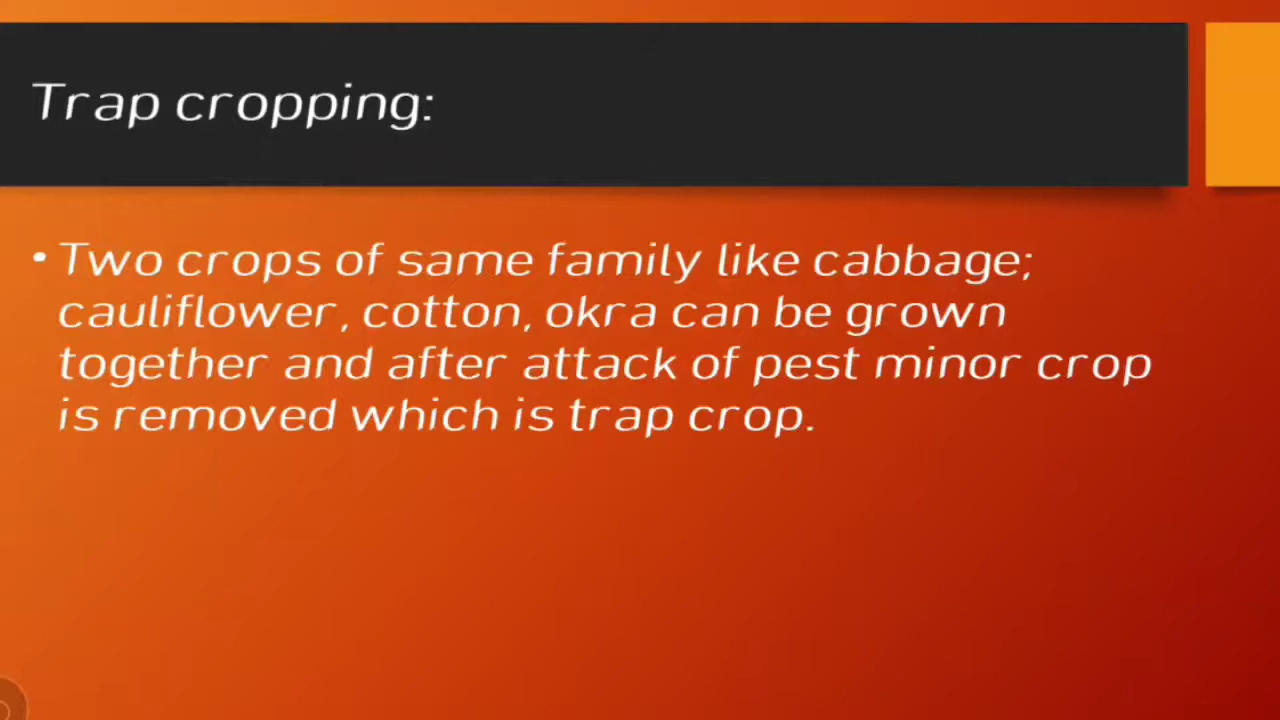 Trap cropping:
• Two crops of same family like cabbage;
cauliflower, cotton, okra can be grown
together and after attack of pest minor crop
is removed which is trap crop.